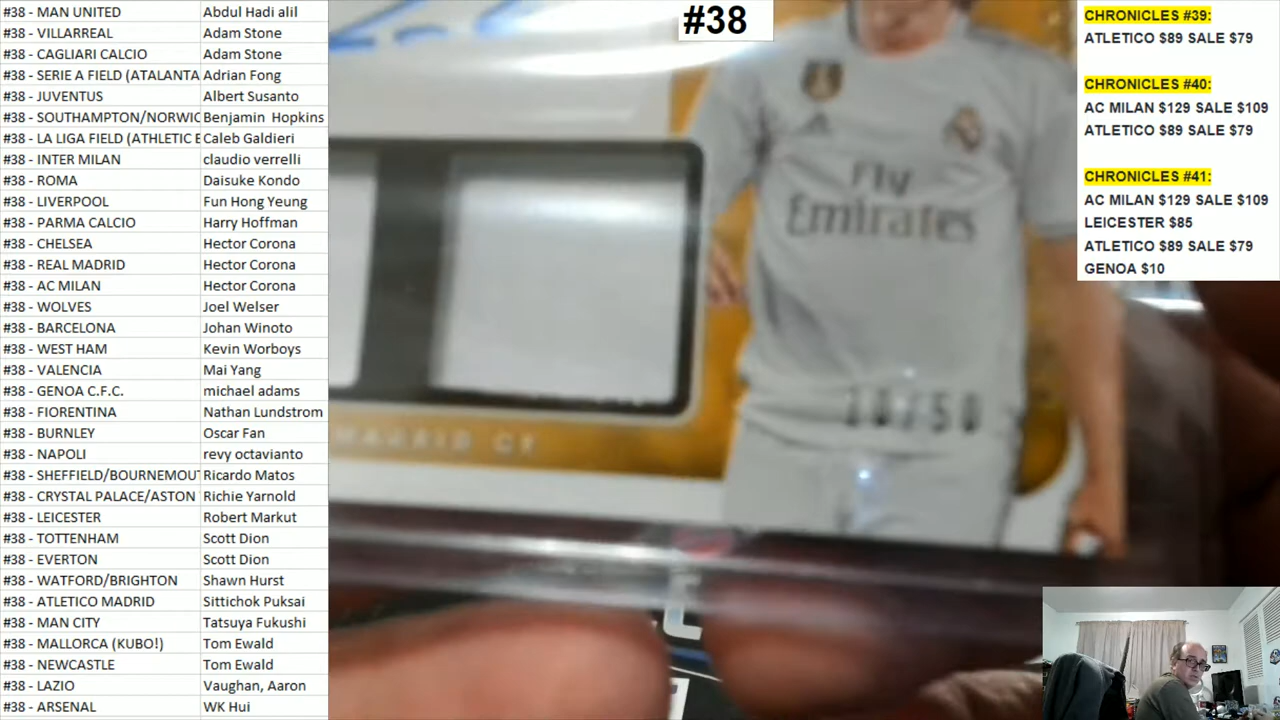 #38 - MAN UNITED Abdul Hadi alil
#38 - VILLARREAL Adam Stone
#38 - CAGLIARI CALCIO Adam Stone
#38 - SERIE A FIELD (ATALANTA Adrian Fong
#38 - JUVENTUS Albert Susanto
#38 - SOUTHAMPTON/NORWIC Benjamin Hopkins
#38 - LA LIGA FIELD (ATHLETIC B Caleb Galdieri
#38 - INTER MILAN claudio verrelli
#38 - ROMA Daisuke Kondo
#38 - LIVERPOOL Fun Hong Yeung
#38 - PARMA CALCIO Harry Hoffman
#38 - CHELSEA Hector Corona
#38 - REAL MADRID Hector Corona
#38 - AC MILAN Hector Corona
#38 - WOLVES Joel Welser
#38 - BARCELONA Johan Winoto
#38 - WEST HAM Kevin Worboys
#38 - VALENCIA Mai Yang
#38 - GENOA C.F.C. michael adams
#38 - FIORENTINA Nathan Lundstrom
#38 - BURNLEY Oscar Fan
#38 - NAPOLI revy octavianto
#38 - SHEFFIELD/BOURNEMOUT Ricardo Matos
#38 - CRYSTAL PALACE/ASTON Richie Yarnold
#38 - LEICESTER Robert Markut
#38 - TOTTENHAM Scott Dion
#38 - EVERTON Scott Dion
#38 - WATFORD/BRIGHTON Shawn Hurst
#38 - ATLETICO MADRID Sittichok Puksai
#38 - MAN CITY Tatsuya Fukushi
#38 - MALLORCA (KUBO!) Tom Ewald
#38 - NEWCASTLE Tom Ewald
#38 - LAZIO Vaughan, Aaron
#38 - ARSENAL WK Hui
#38
Fly
Emirates
18/50
MADRID CF
CHRONICLES #39:
ATLETICO $89 SALE $79
CHRONICLES #40:
AC MILAN $129 SALE $109
ATLETICO $89 SALE $79
CHRONICLES #41:
AC MILAN $129 SALE $109
LEICESTER $85
ATLETICO $89 SALE $79
GENOA $10